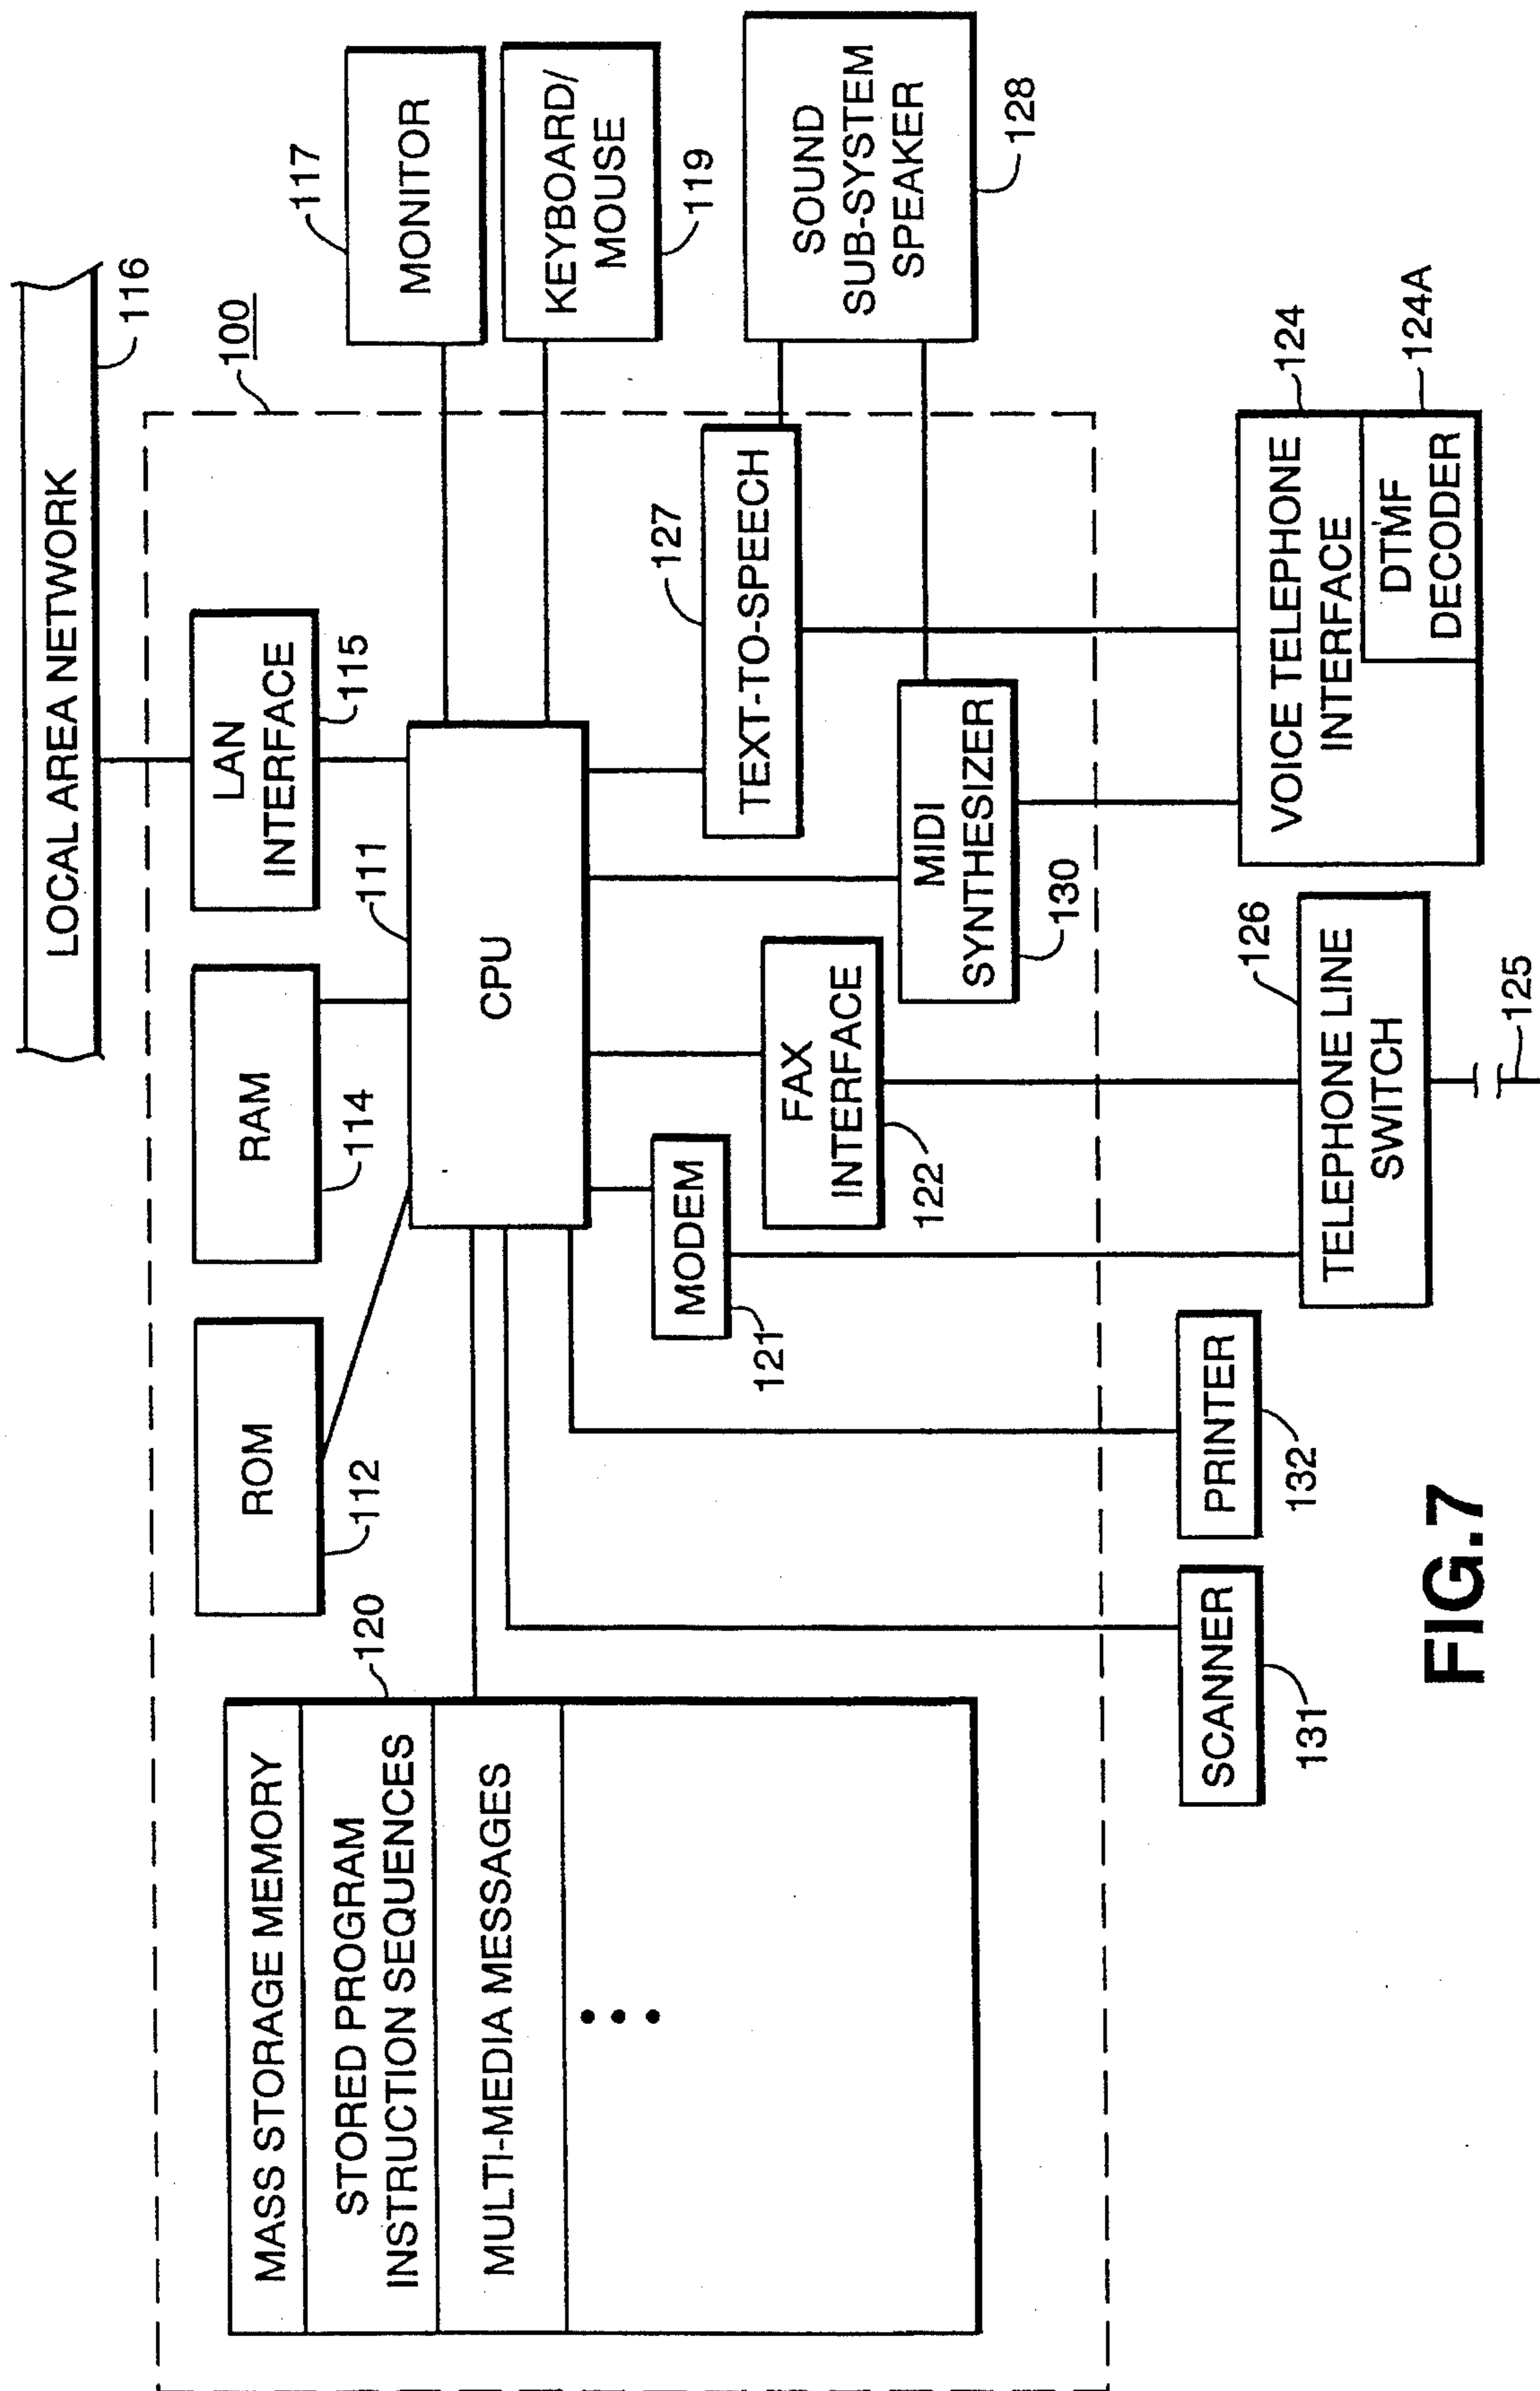 LOCAL AREA NETWORK
116
100
LAN
INTERFACE
115
RAM
114
ROM
112
MASS STORAGE MEMORY
STORED PROGRAM
INSTRUCTION SEQUENCES
MULTI-MEDIA MESSAGES
120
CPU
111
MONITOR
117
KEYBOARD/
MOUSE
119
SOUND
SUB-SYSTEM
SPEAKER
128
TEXT-TO-SPEECH
127
MIDI
SYNTHESIZER
130
FAX
INTERFACE
122
MODEM
121
SCANNER
131
PRINTER
132
TELEPHONE LINE
SWITCH
126
125
VOICE TELEPHONE
INTERFACE
124
DTMF
DECODER
124A
FIG.7